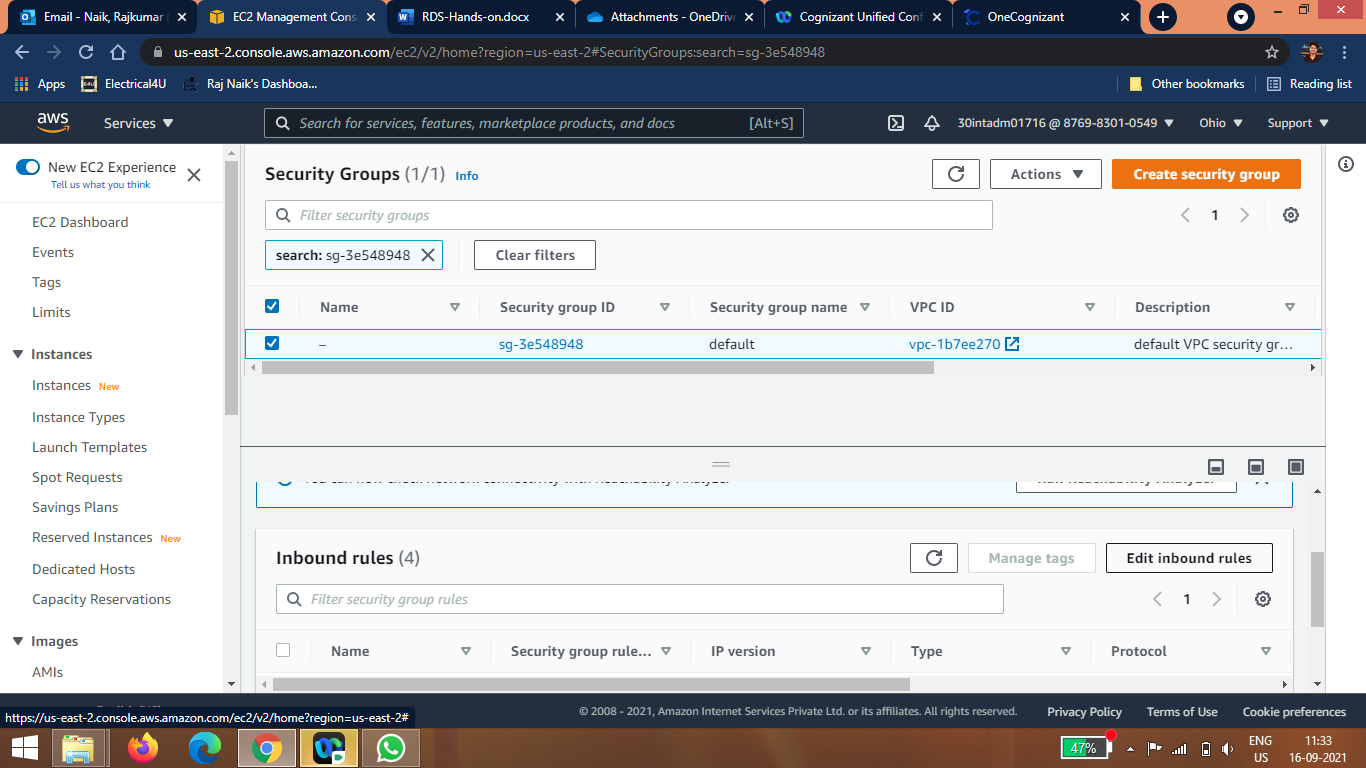 Email - Naik, Rajkumar
EC2 Management Cons
RDS-Hands-on.docx
Attachments - OneDrive
Cognizant Unified Conf
OneCognizant
us-east-2.console.aws.amazon.com/ec2/v2/home?region=us-east-2#SecurityGroups:search=sg-3e548948
Apps
Electrical4U
Raj Naik's Dashboa...
Other bookmarks
Reading list
aws
Services
Search for services, features, marketplace products, and docs
[Alt+S]
30intadm01716 @ 8769-8301-0549
Ohio
Support
New EC2 Experience
Tell us what you think
EC2 Dashboard
Events
Tags
Limits
Instances
Instances New
Instance Types
Launch Templates
Spot Requests
Savings Plans
Reserved Instances New
Dedicated Hosts
Capacity Reservations
Images
AMIs
Security Groups (1/1) Info
Actions
Create security group
Filter security groups
1
search: sg-3e548948
Clear filters
Name
Security group ID
Security group name
VPC ID
Description
–
sg-3e548948
default
vpc-1b7ee270
default VPC security gr...
Inbound rules (4)
Manage tags
Edit inbound rules
Filter security group rules
1
Name
Security group rule...
IP version
Type
Protocol
https://us-east-2.console.aws.amazon.com/ec2/v2/home?region=us-east-2#
© 2008 - 2021, Amazon Internet Services Private Ltd. or its affiliates. All rights reserved.
Privacy Policy
Terms of Use
Cookie preferences
47%
ENG
US
11:33
16-09-2021